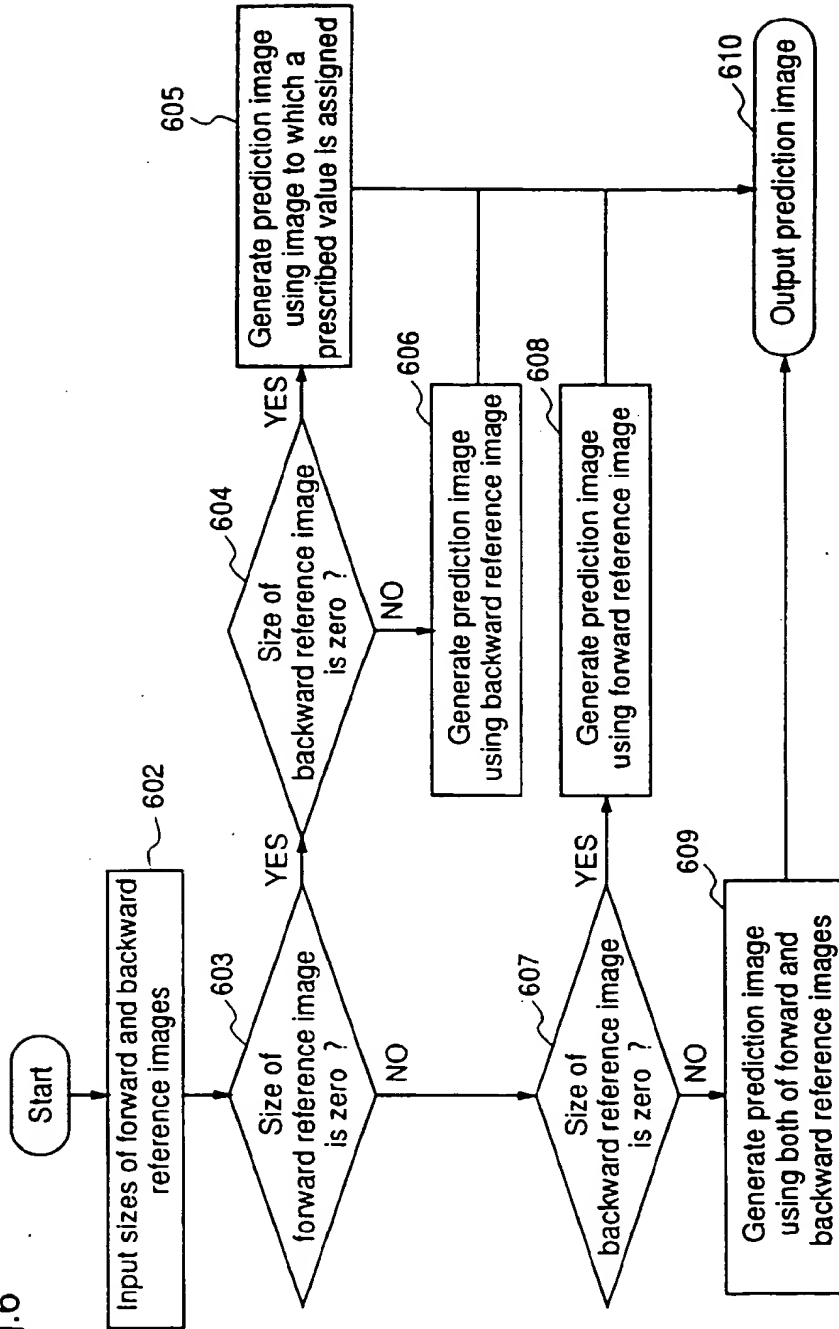 Start
Input sizes of forward and backward
reference images
602
Size of
forward reference image
is zero ?
603
YES
NO
Size of
backward reference image
is zero ?
604
YES
NO
Generate prediction image
using image to which a
prescribed value is assigned
605
Generate prediction image
using backward reference image
606
Size of
backward reference image
is zero ?
607
YES
NO
Generate prediction image
using forward reference image
608
Generate prediction image
using both of forward and
backward reference images
609
Output prediction image
610